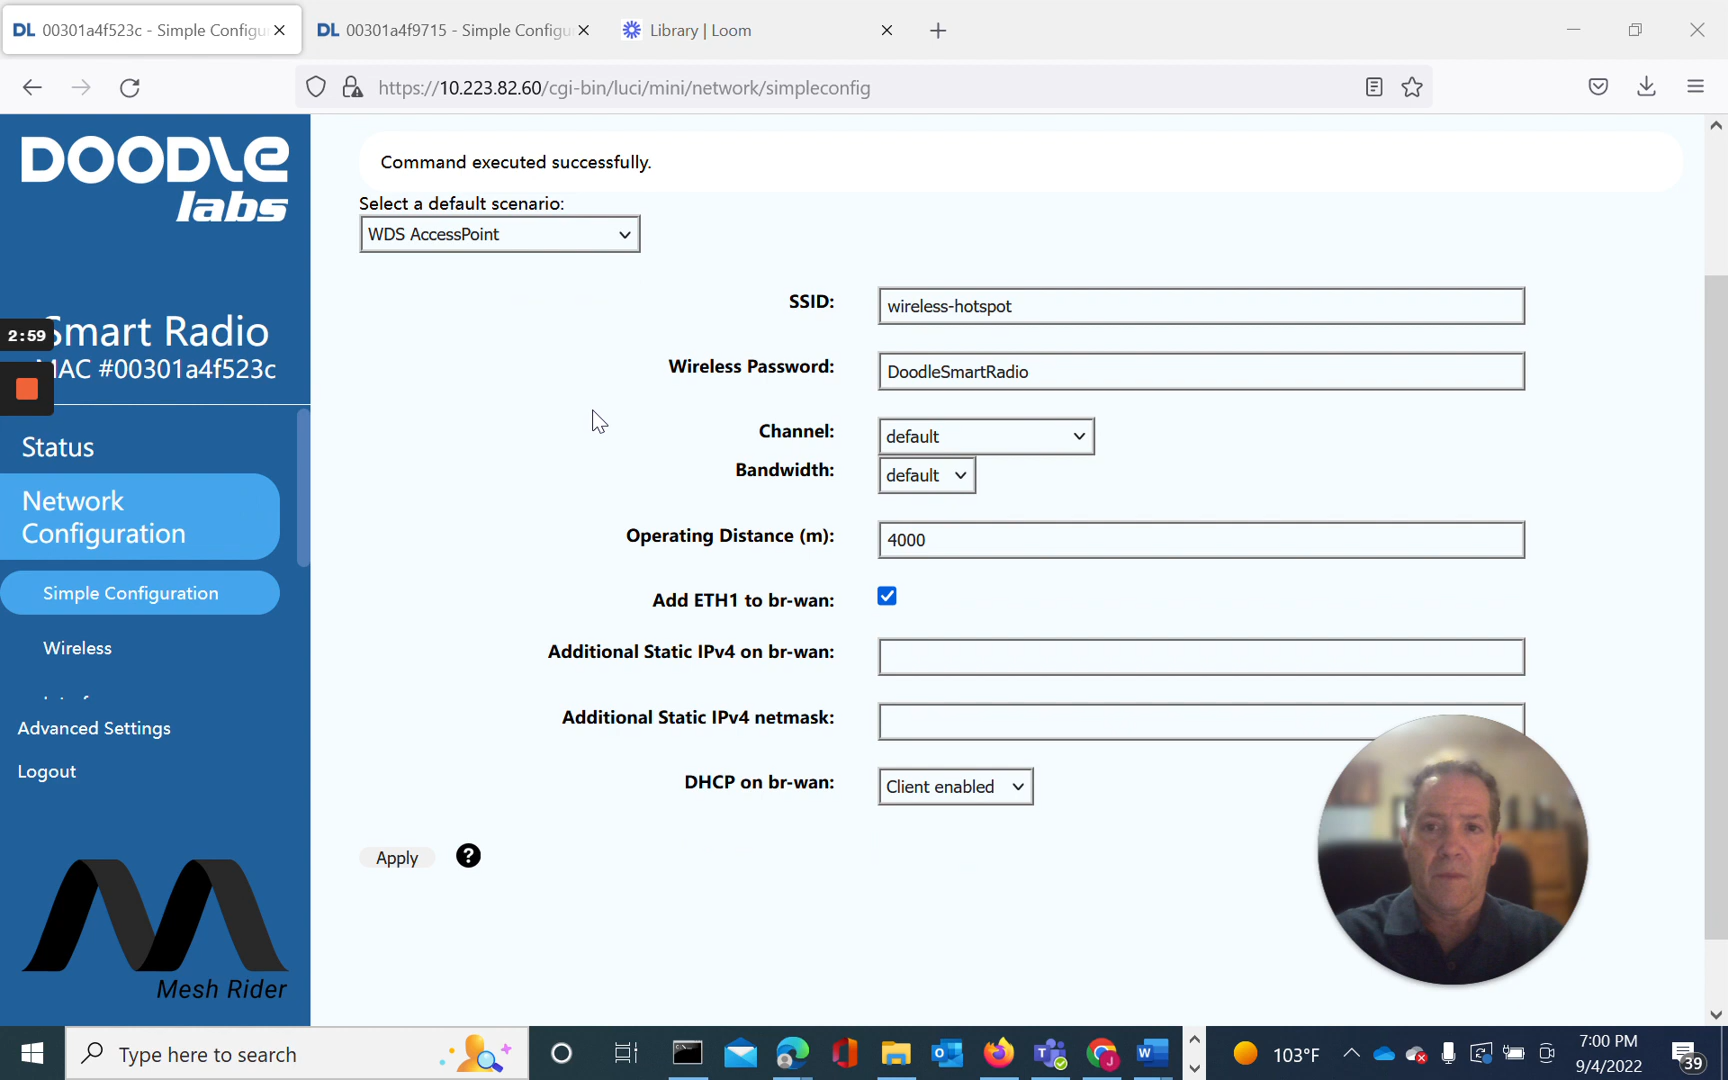 DL 00301a4f523c - Simple Configu
DL 00301a4f9715 - Simple Configu
Library | Loom
https://10.223.82.60/cgi-bin/luci/mini/network/simpleconfig
DOODLE
labs
Smart Radio
MAC #00301a4f523c
2:59
Status
Network
Configuration
Simple Configuration
Wireless
Advanced Settings
Logout
Mesh Rider
Command executed successfully.
Select a default scenario:
WDS AccessPoint
SSID:
wireless-hotspot
Wireless Password:
DoodleSmartRadio
Channel:
default
Bandwidth:
default
Operating Distance (m):
4000
Add ETH1 to br-wan:
Additional Static IPv4 on br-wan:
Additional Static IPv4 netmask:
DHCP on br-wan:
Client enabled
Apply
?
Type here to search
103°F
7:00 PM
9/4/2022
39